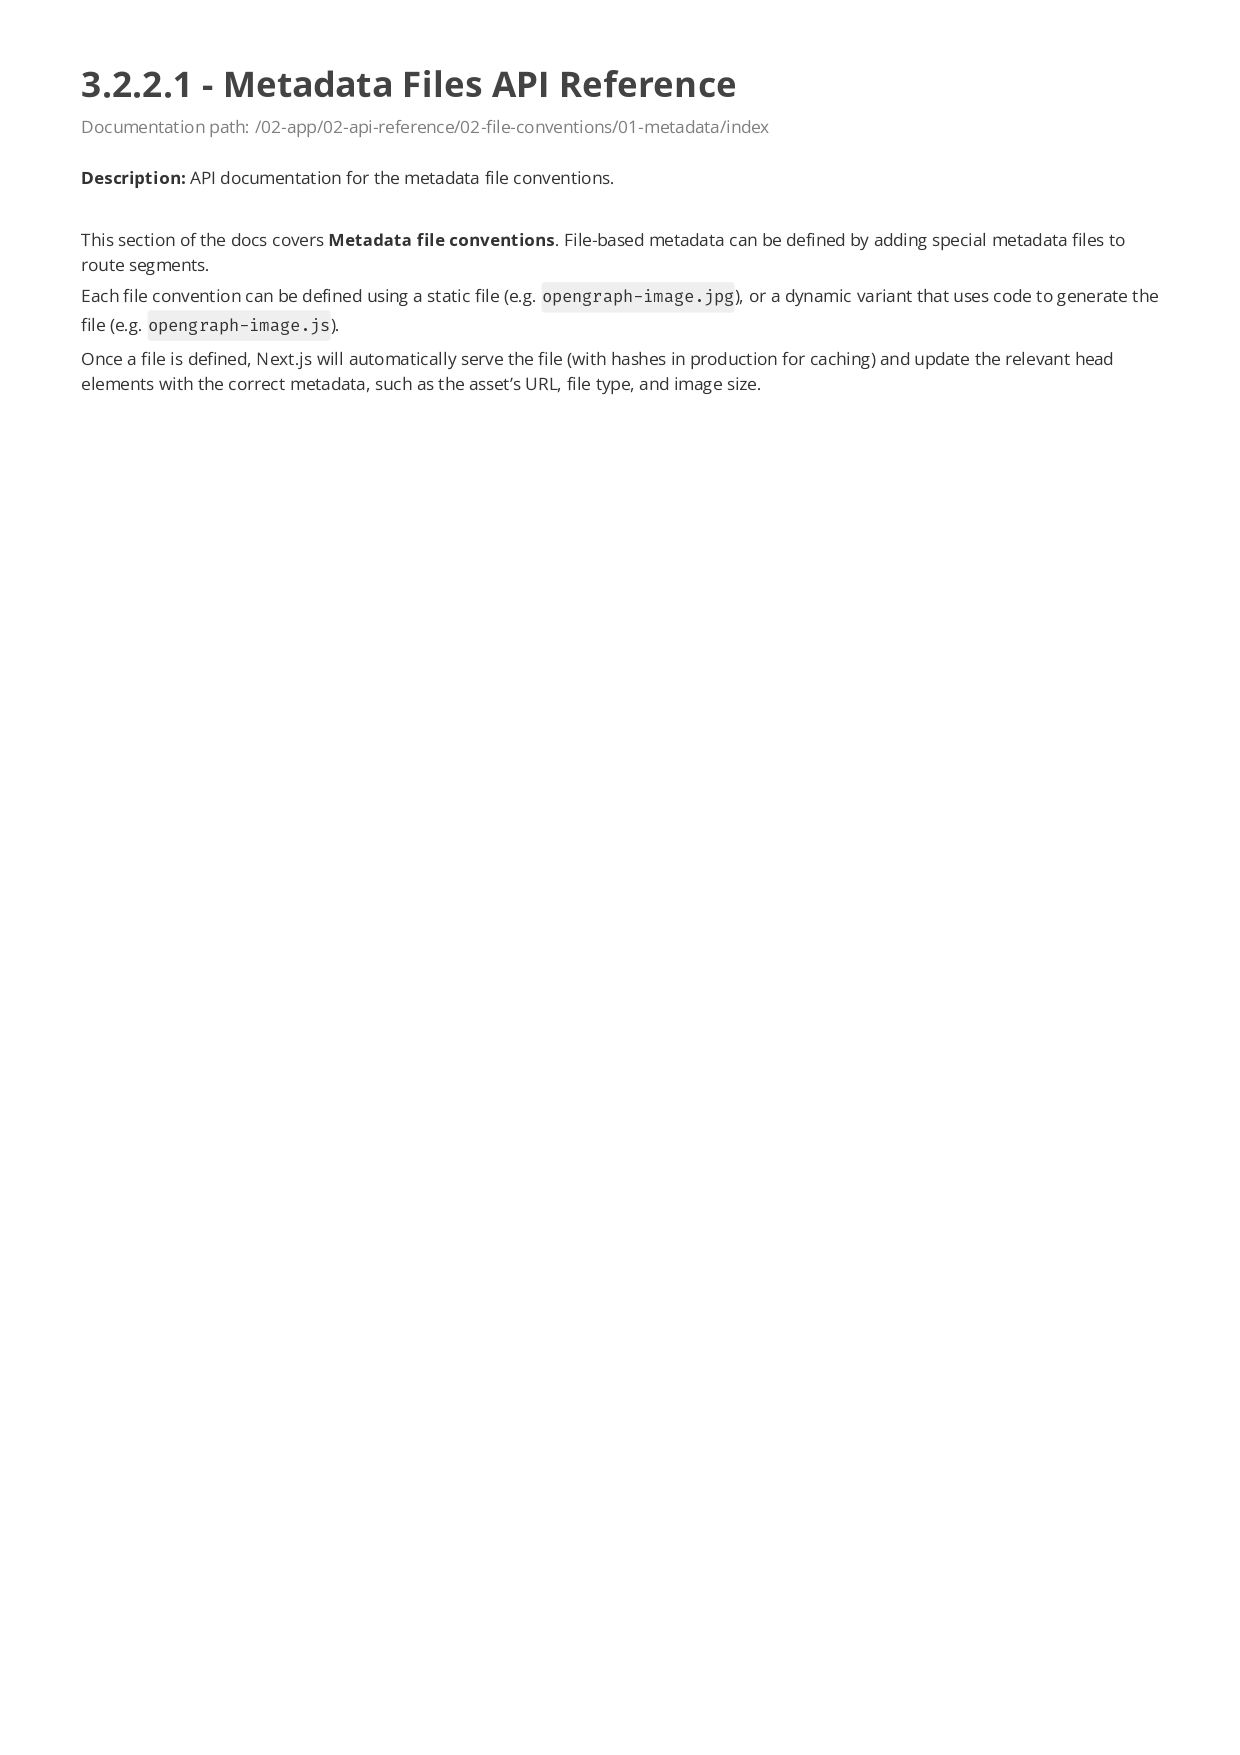 3.2.2.1 - Metadata Files API Reference
Documentation path: /02-app/02-api-reference/02-file-conventions/01-metadata/index
Description: API documentation for the metadata file conventions.
This section of the docs covers Metadata file conventions. File-based metadata can be defined by adding special metadata files to
route segments.
Each file convention can be defined using a static file (e.g. opengraph-image.jpg), or a dynamic variant that uses code to generate the
file (e.g. opengraph-image.js).
Once a file is defined, Next.js will automatically serve the file (with hashes in production for caching) and update the relevant head
elements with the correct metadata, such as the asset’s URL, file type, and image size.